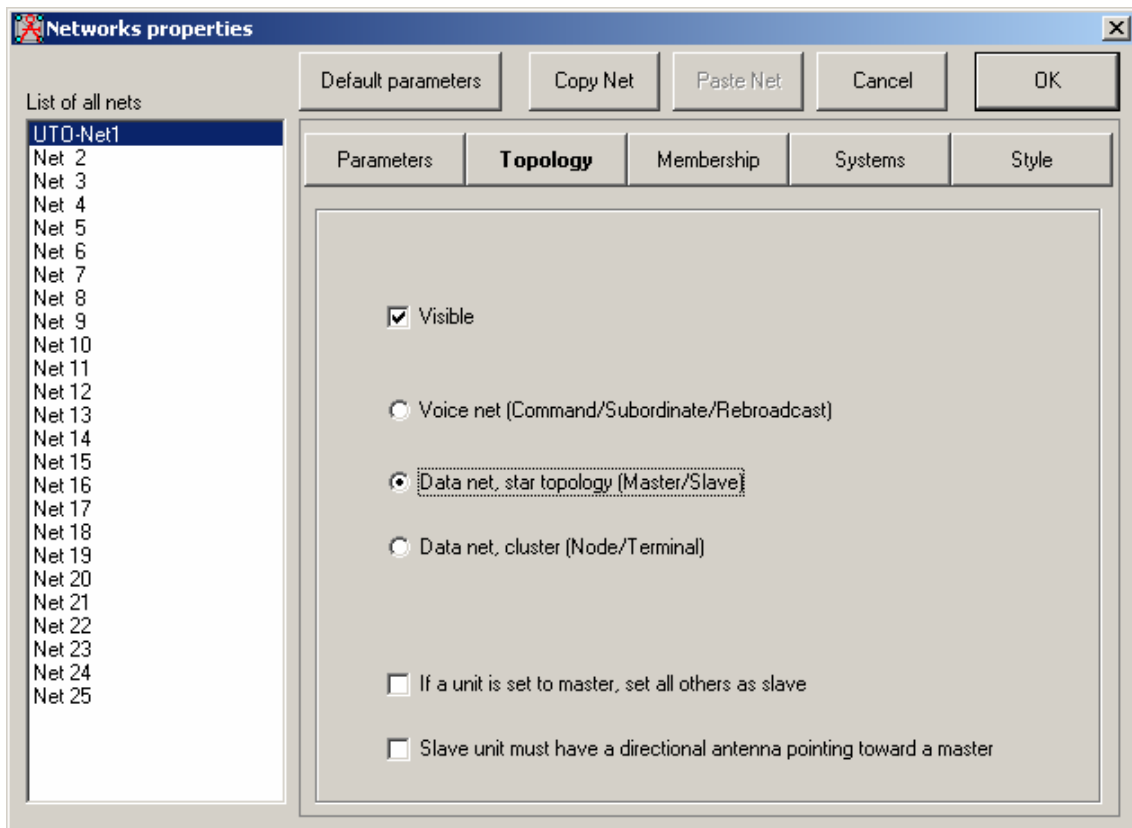 Networks properties
Default parameters
Copy Net
Paste Net
Cancel
OK
List of all nets
UTO-Net1
Net 2
Net 3
Net 4
Net 5
Net 6
Net 7
Net 8
Net 9
Net 10
Net 11
Net 12
Net 13
Net 14
Net 15
Net 16
Net 17
Net 18
Net 19
Net 20
Net 21
Net 22
Net 23
Net 24
Net 25
Parameters
Topology
Membership
Systems
Style
Visible
Voice net (Command/Subordinate/Rebroadcast)
Data net, star topology (Master/Slave)
Data net, cluster (Node/Terminal)
If a unit is set to master, set all others as slave
Slave unit must have a directional antenna pointing toward a master